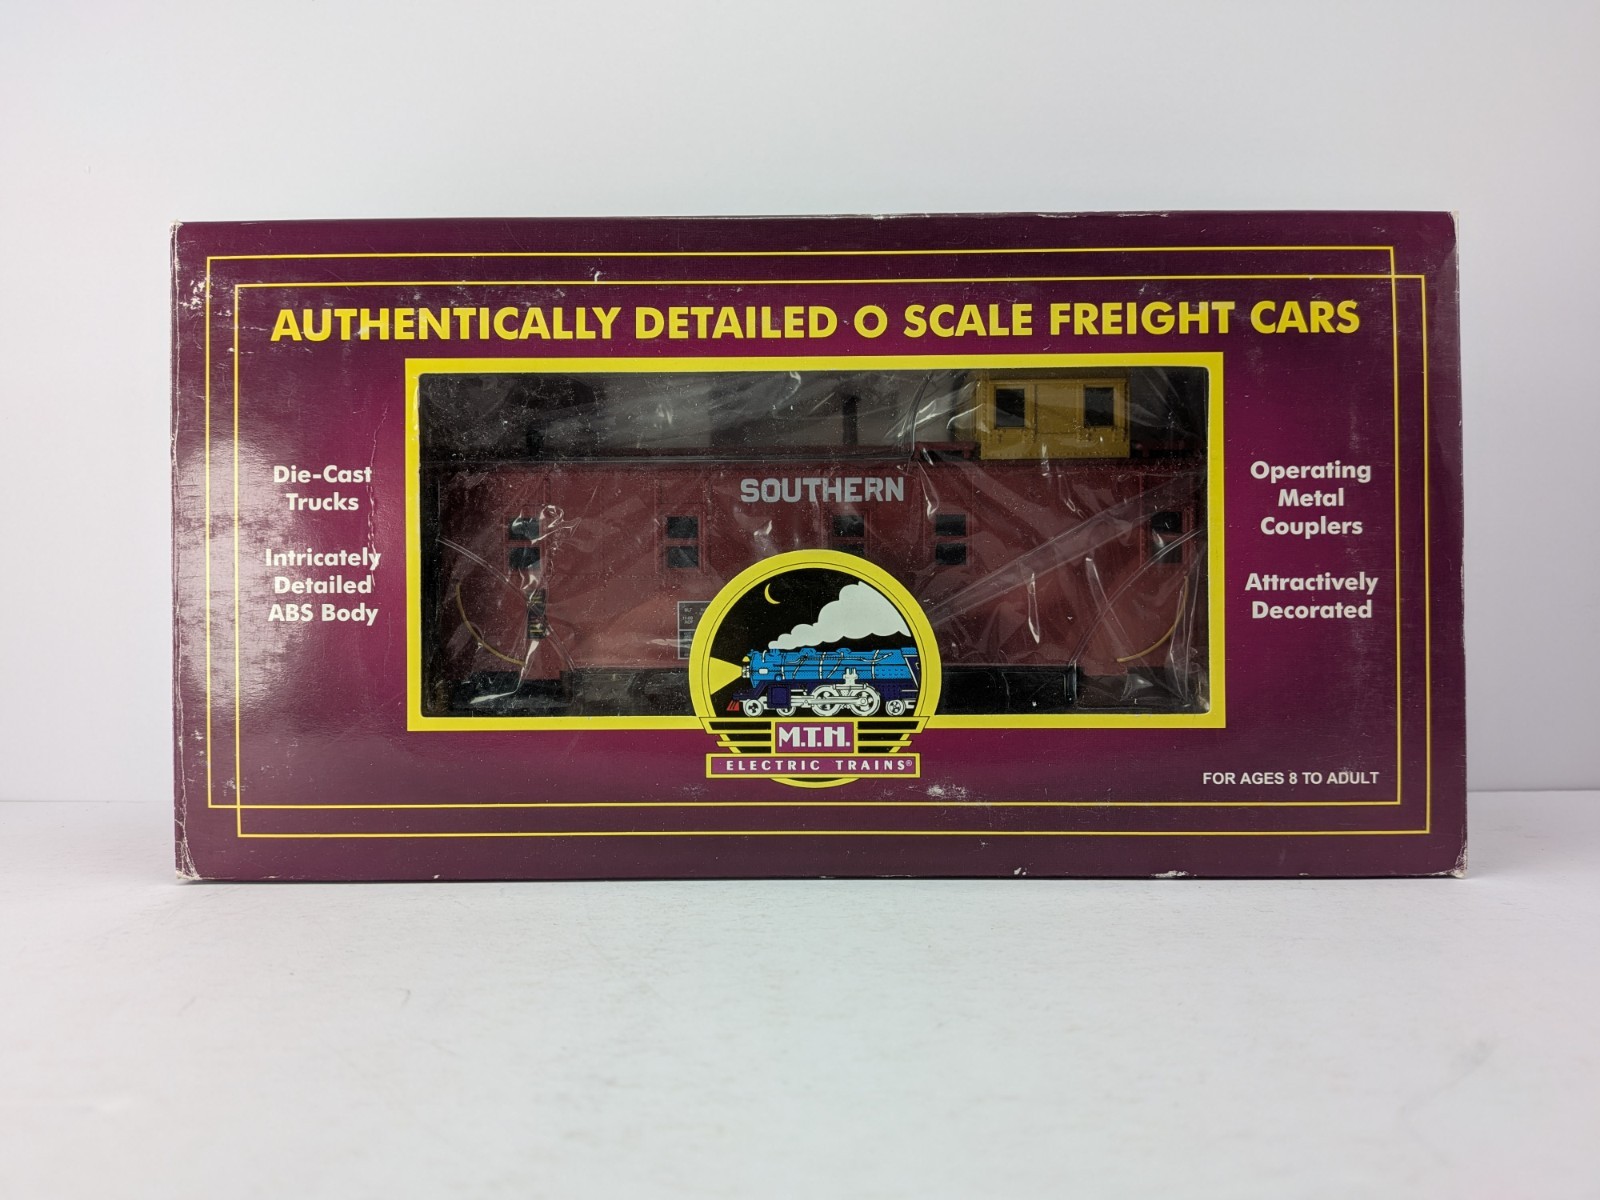 AUTHENTICALLY DETAILED O SCALE FREIGHT CARS
Die-Cast
Trucks
Intricately
Detailed
ABS Body
SOUTHERN
Operating
Metal
Couplers
Attractively
Decorated
M.T.H.
ELECTRIC TRAINS®
FOR AGES 8 TO ADULT